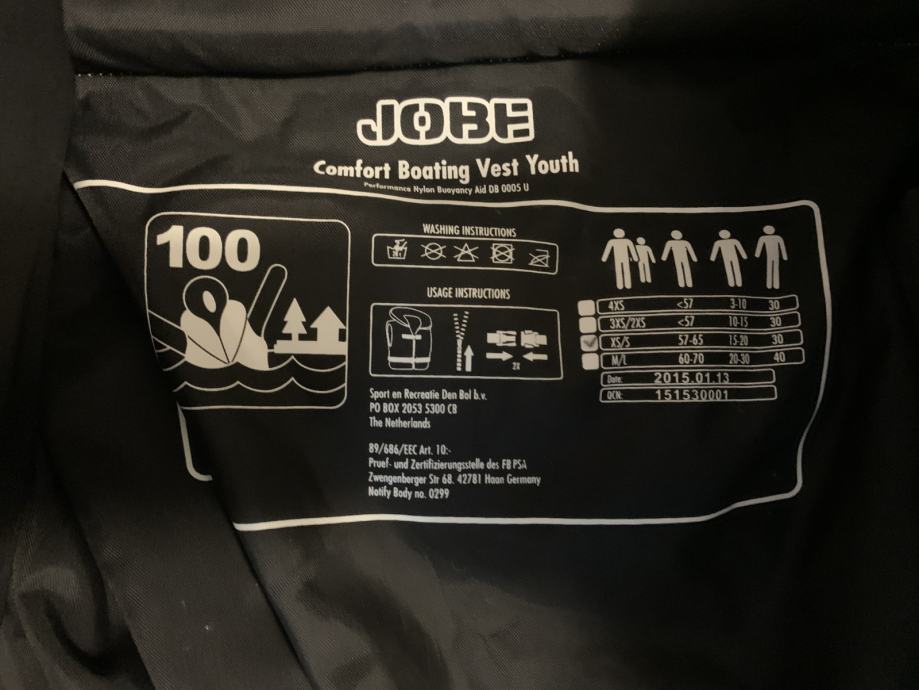 JOBE
Comfort Boating Vest Youth
Performance Nylon Buoyancy Aid DB 0005 U
100
WASHING INSTRUCTIONS
USAGE INSTRUCTIONS
2X
Sport en Recreatie Den Bol b.v.
PO BOX 2053 5300 CB
The Netherlands
89/686/EEC Art. 10:-
Pruef- und Zertifizierungsstelle des FB PSA
Zwengenberger Str 68. 42781 Haan Germany
Notify Body no. 0299
4XS <57 3-10 30
3XS/2XS <57 10-15 30
XS/S 57-65 15-20 30
M/L 60-70 20-30 40
Date: 2015.01.13
QCN: 151530001